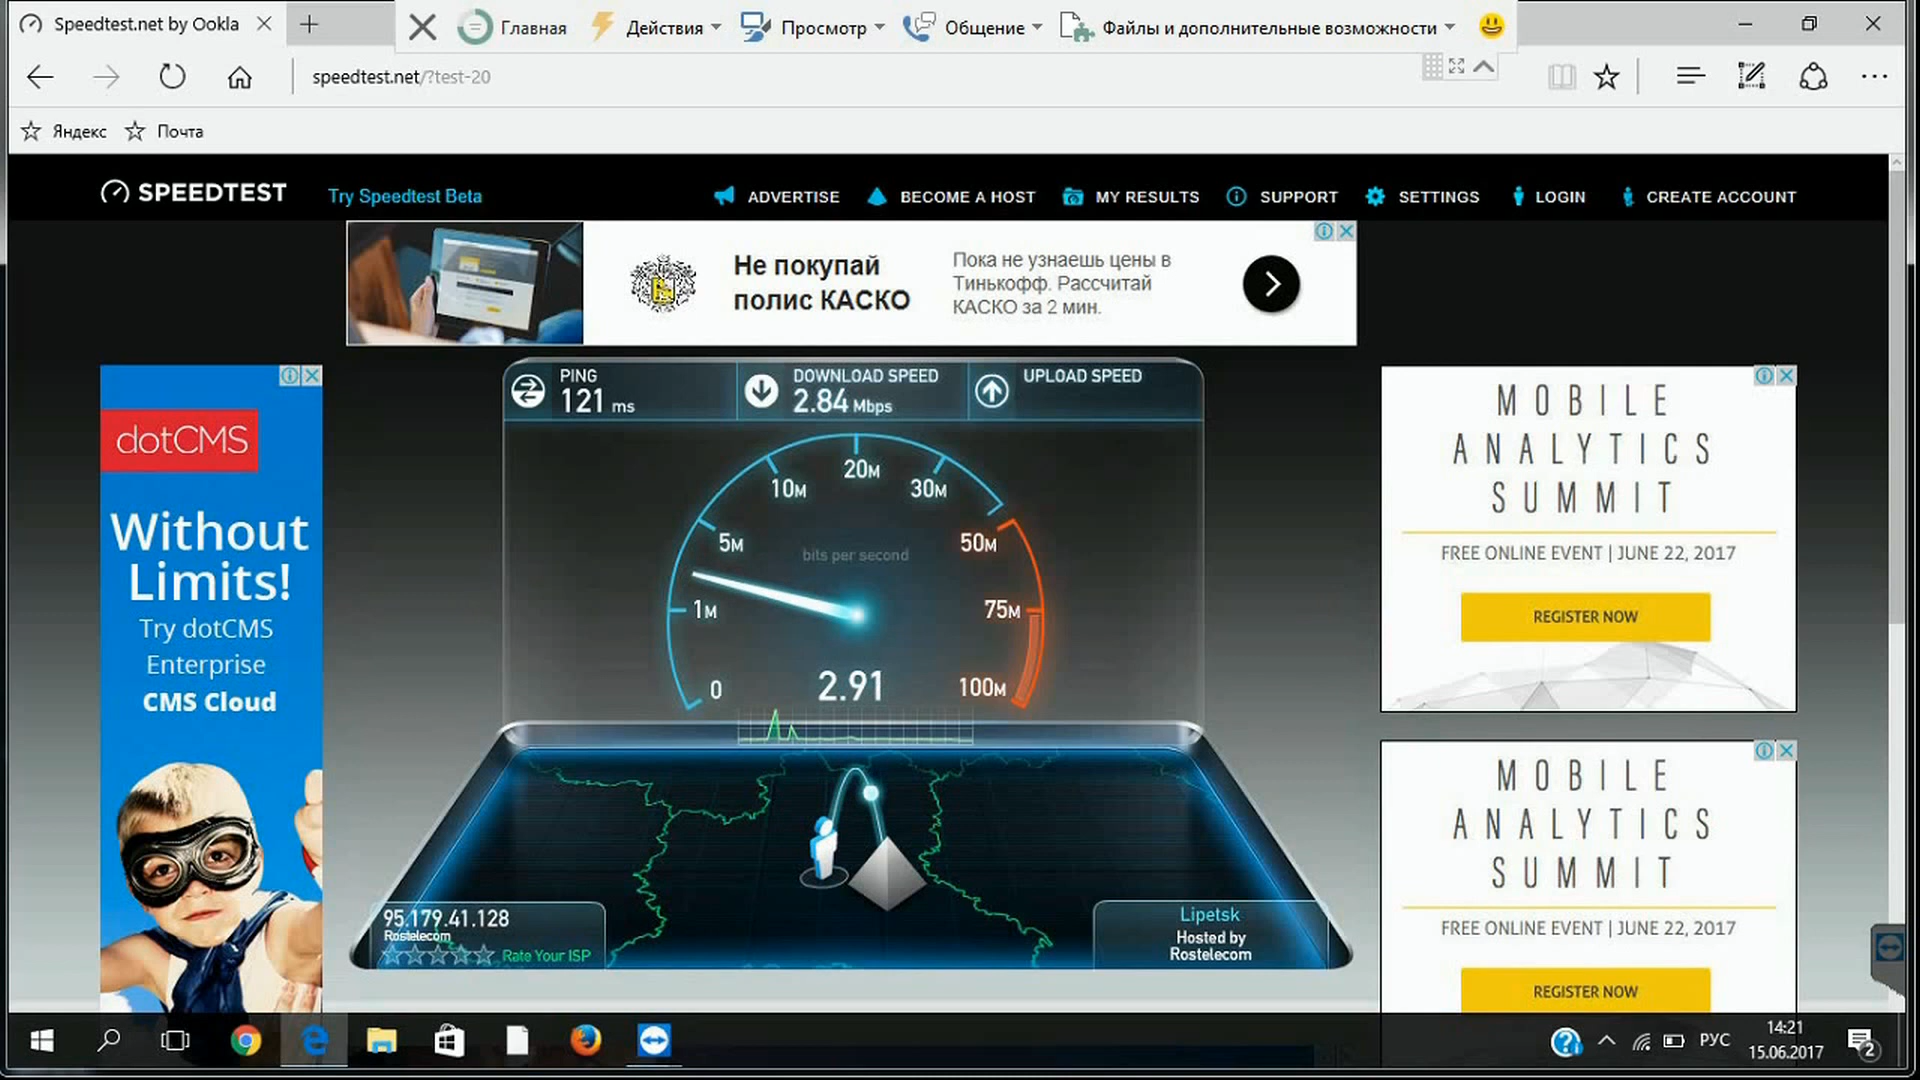 Speedtest.net by Ookla
Главная
Действия
Просмотр
Общение
Файлы и дополнительные возможности
speedtest.net/?test-20
Яндекс
Почта
SPEEDTEST
Try Speedtest Beta
ADVERTISE
BECOME A HOST
MY RESULTS
SUPPORT
SETTINGS
LOGIN
CREATE ACCOUNT
Не покупай
полис КАСКО
Пока не узнаешь цены в
Тинькофф. Рассчитай
КАСКО за 2 мин.
dotCMS
Without
Limits!
Try dotCMS
Enterprise
CMS Cloud
PING
121 ms
DOWNLOAD SPEED
2.84 Mbps
UPLOAD SPEED
0
1M
5M
10M
20M
30M
50M
75M
100M
bits per second
2.91
95.179.41.128
Rostelecom
Rate Your ISP
Lipetsk
Hosted by
Rostelecom
MOBILE
ANALYTICS
SUMMIT
FREE ONLINE EVENT | JUNE 22, 2017
REGISTER NOW
MOBILE
ANALYTICS
SUMMIT
FREE ONLINE EVENT | JUNE 22, 2017
REGISTER NOW
РУС
14:21
15.06.2017
2